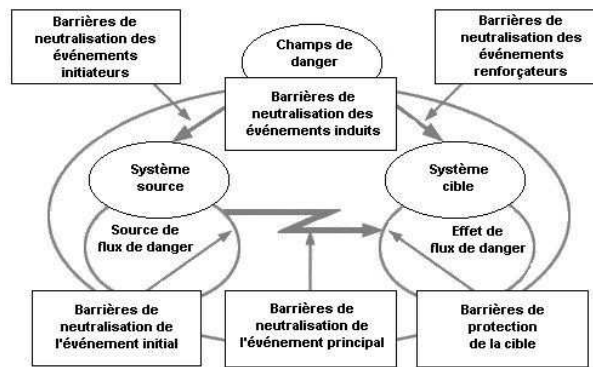 Barrières de
neutralisation des
événements
initiateurs
Champs de
danger
Barrières de
neutralisation des
événements
renforçateurs
Barrières de
neutralisation des
événements induits
Système
source
Système
cible
Source de
flux de danger
Effet de
flux de danger
Barrières de
neutralisation de
l'événement initial
Barrières de
neutralisation de
l'événement principal
Barrières de
protection
de la cible